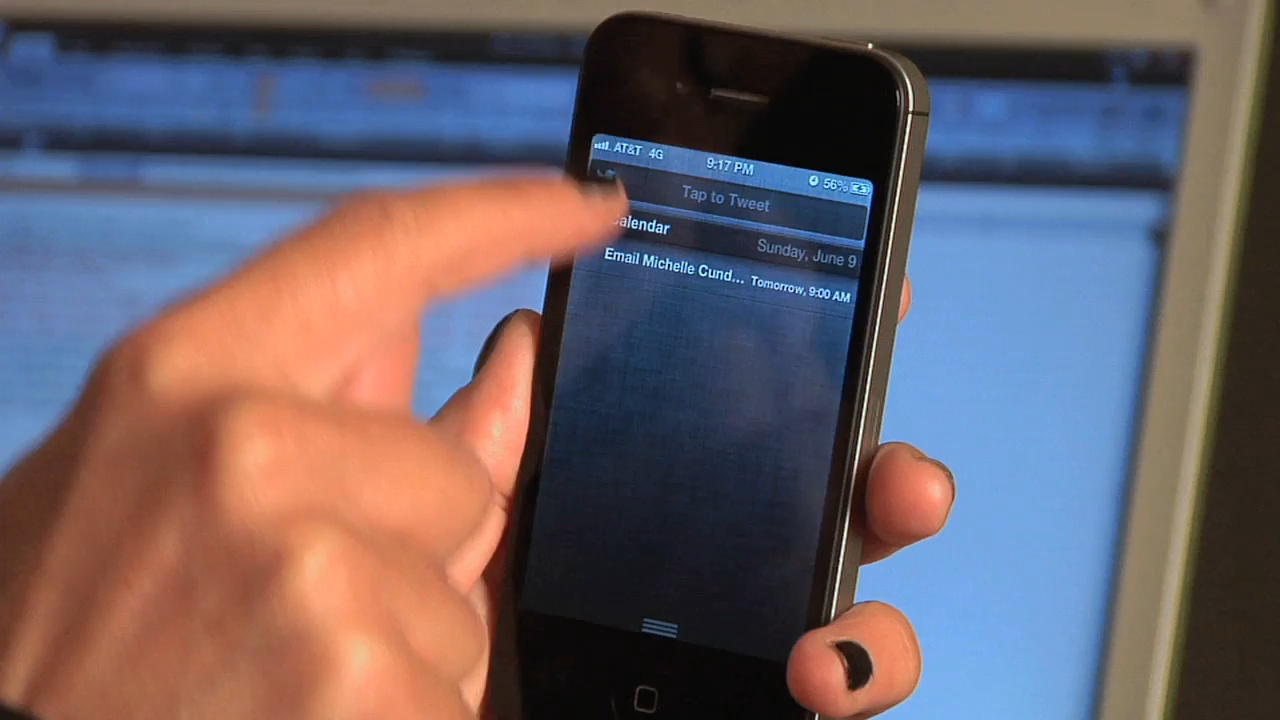 AT&T 4G 9:17 PM 56%
Tap to Tweet
Calendar Sunday, June 9
Email Michelle Cund... Tomorrow, 9:00 AM